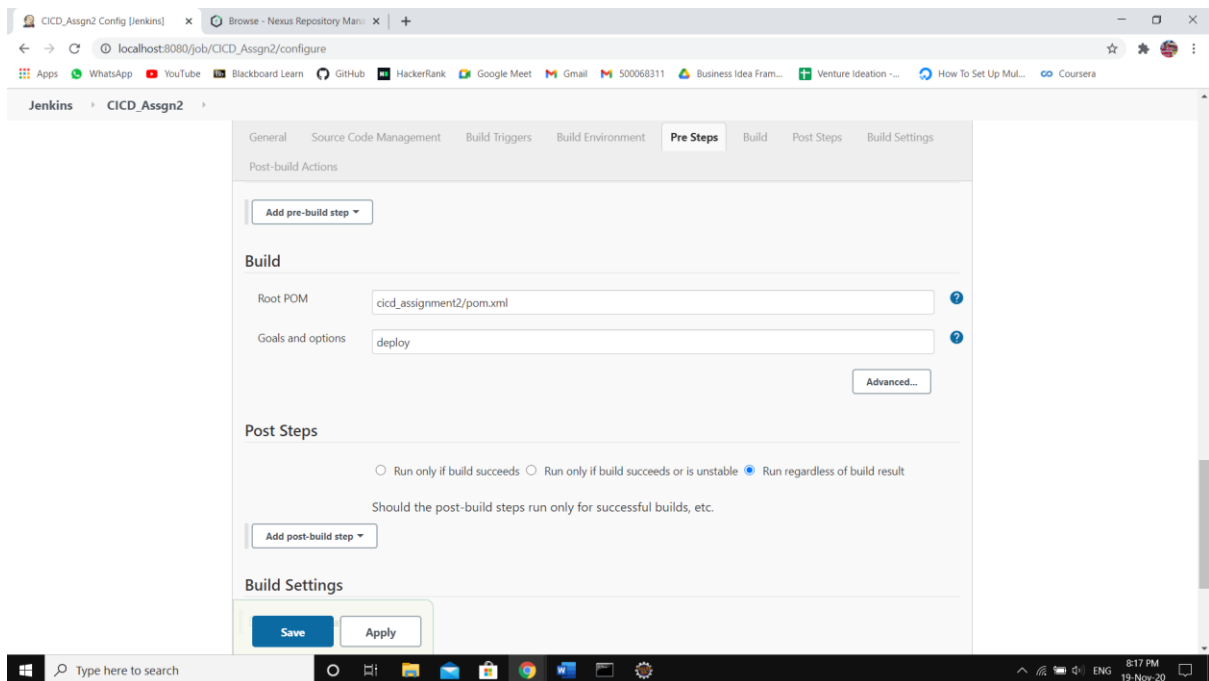 CICD_Assgn2 Config [Jenkins] Browse - Nexus Repository Mana
localhost:8080/job/CICD_Assgn2/configure
Apps WhatsApp YouTube Blackboard Learn GitHub HackerRank Google Meet Gmail 500068311 Business Idea Fram... Venture Ideation -... How To Set Up Mul... Coursera
Jenkins CICD_Assgn2
General Source Code Management Build Triggers Build Environment Pre Steps Build Post Steps Build Settings
Post-build Actions
Add pre-build step
Build
Root POM cicd_assignment2/pom.xml
Goals and options deploy
Advanced...
Post Steps
Run only if build succeeds Run only if build succeeds or is unstable Run regardless of build result
Should the post-build steps run only for successful builds, etc.
Add post-build step
Build Settings
Save Apply
Type here to search ENG 8:17 PM
19-Nov-20